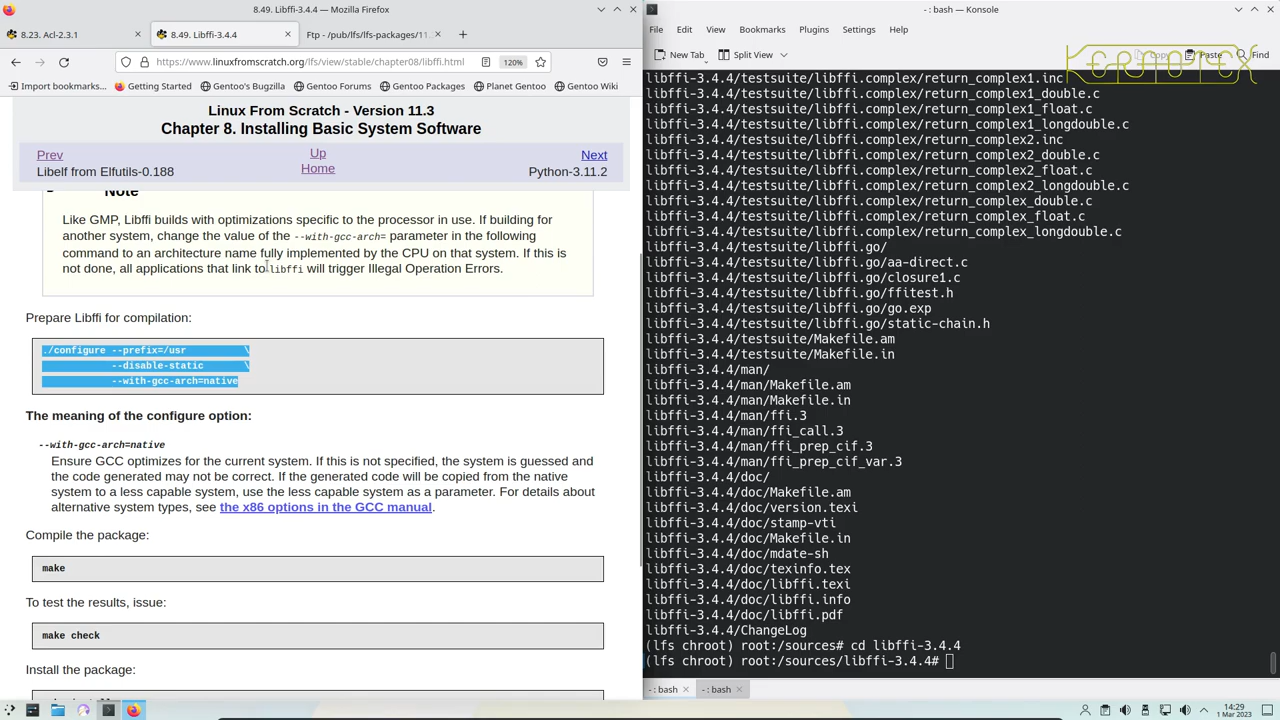 8.49. Libffi-3.4.4 — Mozilla Firefox
8.23. Acl-2.3.1
8.49. Libffi-3.4.4
Ftp - /pub/lfs/lfs-packages/11.
https://www.linuxfromscratch.org/lfs/view/stable/chapter08/libffi.html
120%
Import bookmarks...
Getting Started
Gentoo's Bugzilla
Gentoo Forums
Gentoo Packages
Planet Gentoo
Gentoo Wiki
Linux From Scratch - Version 11.3
Chapter 8. Installing Basic System Software
Prev
Up
Next
Libelf from Elfutils-0.188
Home
Python-3.11.2
Note
Like GMP, Libffi builds with optimizations specific to the processor in use. If building for
another system, change the value of the --with-gcc-arch= parameter in the following
command to an architecture name fully implemented by the CPU on that system. If this is
not done, all applications that link to libffi will trigger Illegal Operation Errors.
Prepare Libffi for compilation:
./configure --prefix=/usr \
--disable-static \
--with-gcc-arch=native
The meaning of the configure option:
--with-gcc-arch=native
Ensure GCC optimizes for the current system. If this is not specified, the system is guessed and
the code generated may not be correct. If the generated code will be copied from the native
system to a less capable system, use the less capable system as a parameter. For details about
alternative system types, see the x86 options in the GCC manual.
Compile the package:
make
To test the results, issue:
make check
Install the package:
- : bash — Konsole
File
Edit
View
Bookmarks
Plugins
Settings
Help
New Tab
Split View
Copy
Paste
Find
KERNOTEX
libffi-3.4.4/testsuite/libffi.complex/return_complex1.inc
libffi-3.4.4/testsuite/libffi.complex/return_complex1_double.c
libffi-3.4.4/testsuite/libffi.complex/return_complex1_float.c
libffi-3.4.4/testsuite/libffi.complex/return_complex1_longdouble.c
libffi-3.4.4/testsuite/libffi.complex/return_complex2.inc
libffi-3.4.4/testsuite/libffi.complex/return_complex2_double.c
libffi-3.4.4/testsuite/libffi.complex/return_complex2_float.c
libffi-3.4.4/testsuite/libffi.complex/return_complex2_longdouble.c
libffi-3.4.4/testsuite/libffi.complex/return_complex_double.c
libffi-3.4.4/testsuite/libffi.complex/return_complex_float.c
libffi-3.4.4/testsuite/libffi.complex/return_complex_longdouble.c
libffi-3.4.4/testsuite/libffi.go/
libffi-3.4.4/testsuite/libffi.go/aa-direct.c
libffi-3.4.4/testsuite/libffi.go/closure1.c
libffi-3.4.4/testsuite/libffi.go/ffitest.h
libffi-3.4.4/testsuite/libffi.go/go.exp
libffi-3.4.4/testsuite/libffi.go/static-chain.h
libffi-3.4.4/testsuite/Makefile.am
libffi-3.4.4/testsuite/Makefile.in
libffi-3.4.4/man/
libffi-3.4.4/man/Makefile.am
libffi-3.4.4/man/Makefile.in
libffi-3.4.4/man/ffi.3
libffi-3.4.4/man/ffi_call.3
libffi-3.4.4/man/ffi_prep_cif.3
libffi-3.4.4/man/ffi_prep_cif_var.3
libffi-3.4.4/doc/
libffi-3.4.4/doc/Makefile.am
libffi-3.4.4/doc/version.texi
libffi-3.4.4/doc/stamp-vti
libffi-3.4.4/doc/Makefile.in
libffi-3.4.4/doc/mdate-sh
libffi-3.4.4/doc/texinfo.tex
libffi-3.4.4/doc/libffi.texi
libffi-3.4.4/doc/libffi.info
libffi-3.4.4/doc/libffi.pdf
libffi-3.4.4/ChangeLog
(lfs chroot) root:/sources# cd libffi-3.4.4
(lfs chroot) root:/sources/libffi-3.4.4#
- : bash
- : bash
14:29
1 Mar 2023